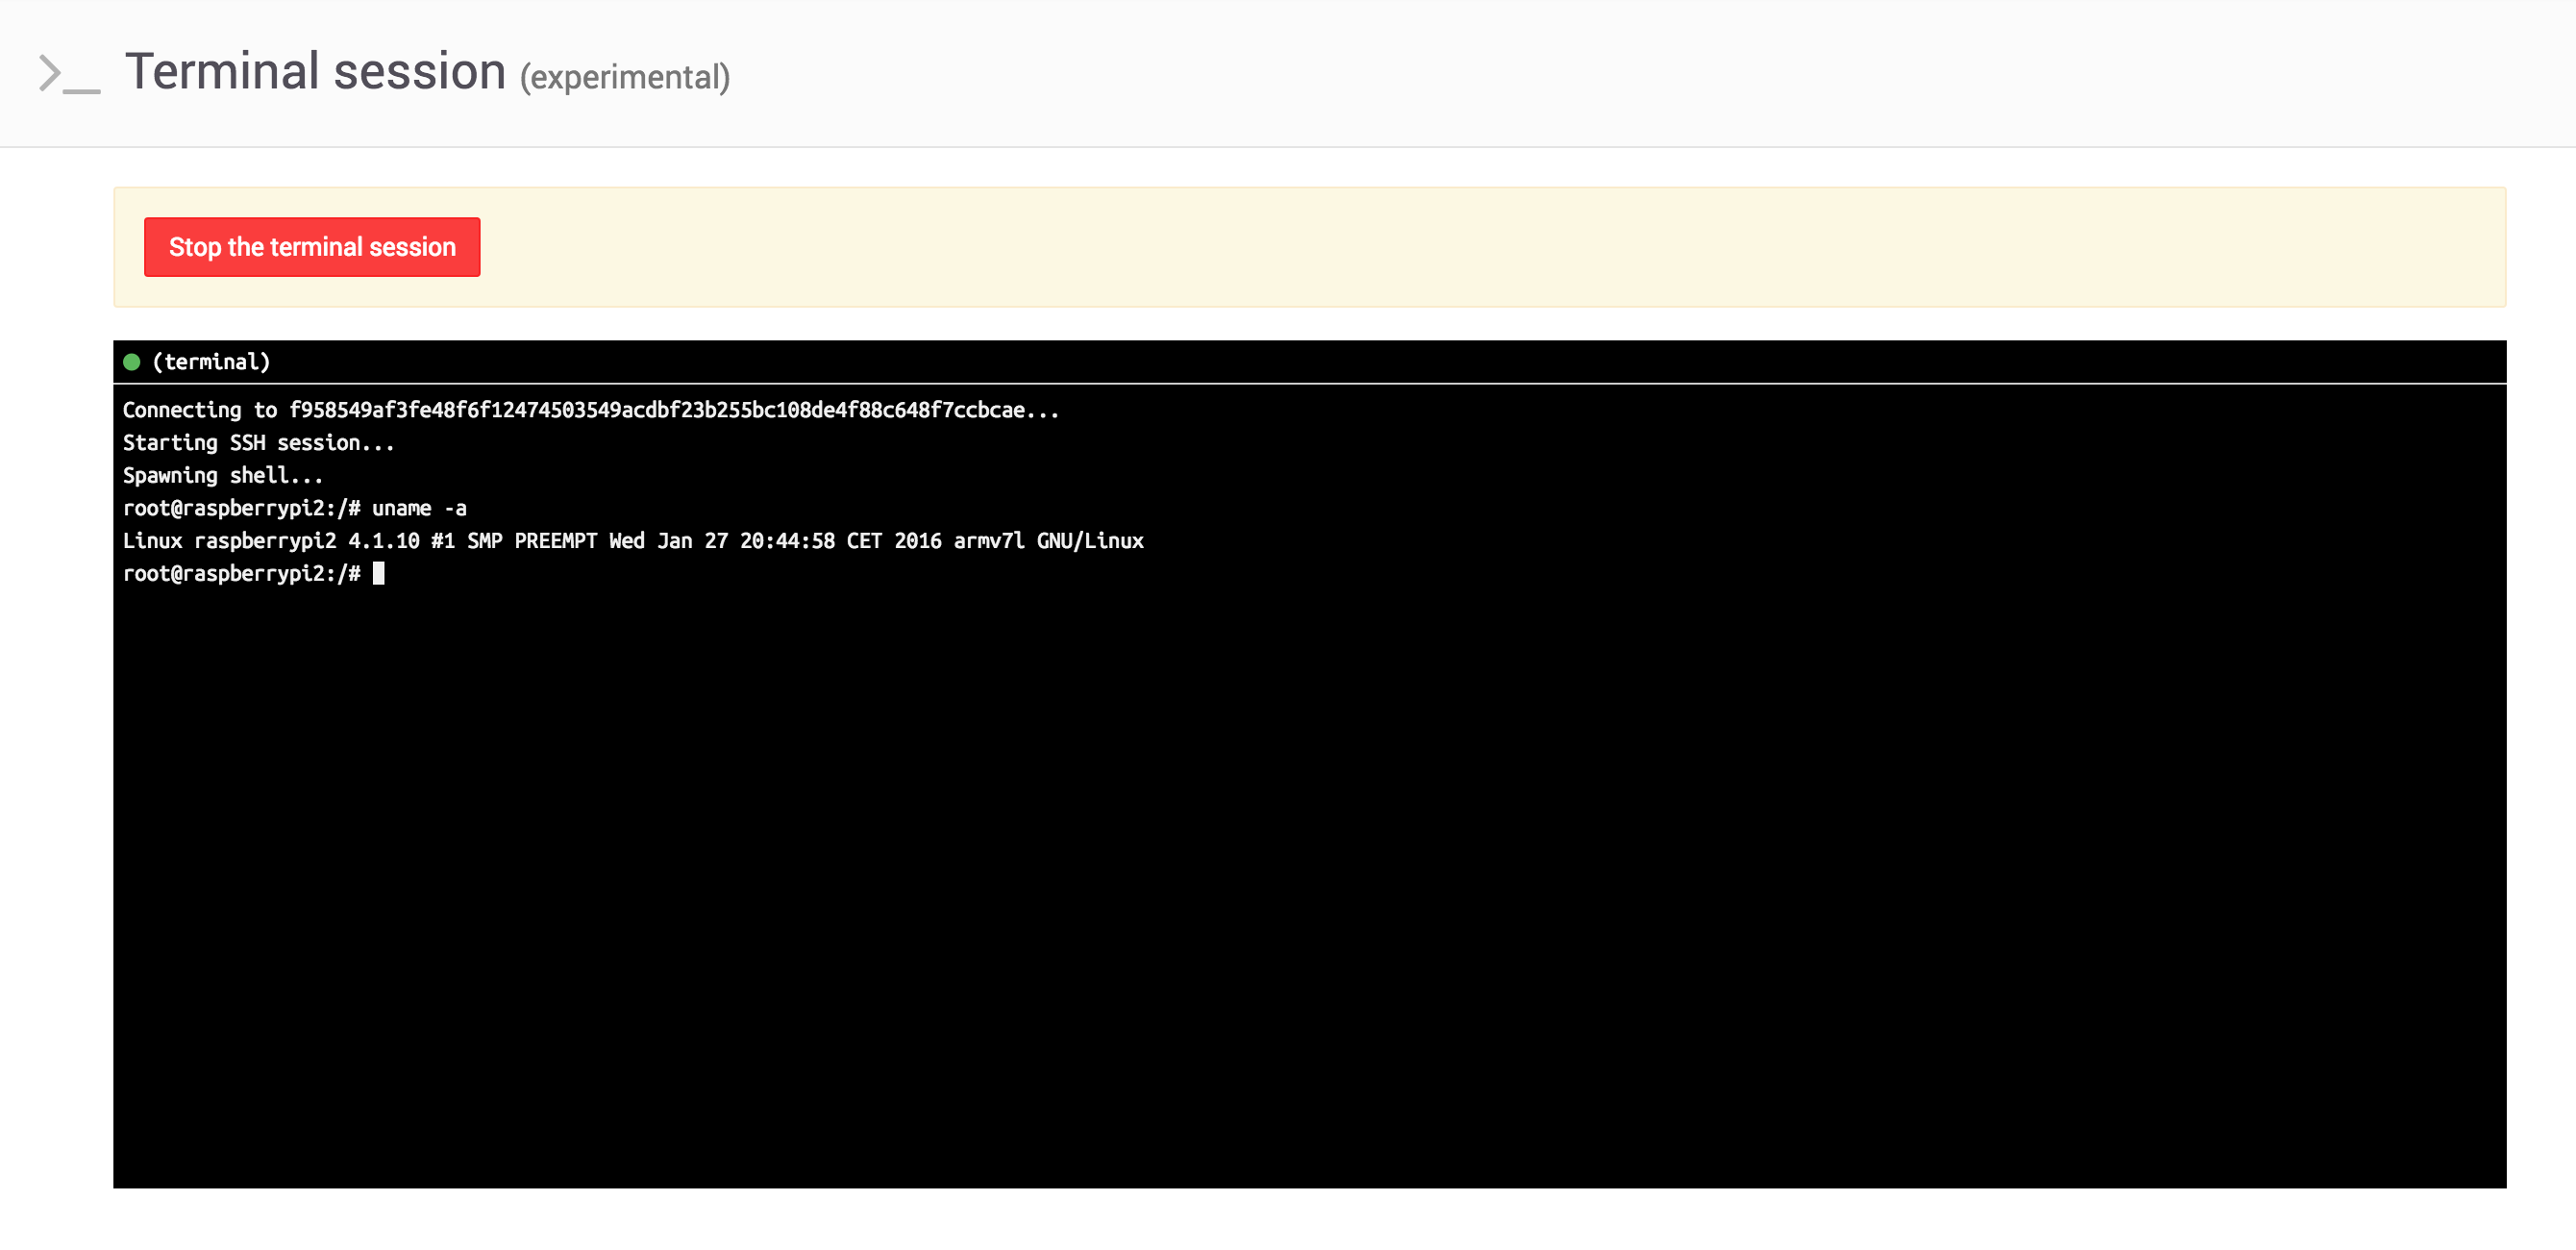 Terminal session (experimental)
Stop the terminal session
(terminal)
Connecting to f958549af3fe48f6f12474503549acdbf23b255bc108de4f88c648f7ccbcae...
Starting SSH session...
Spawning shell...
root@raspberrypi2:/# uname -a
Linux raspberrypi2 4.1.10 #1 SMP PREEMPT Wed Jan 27 20:44:58 CET 2016 armv7l GNU/Linux
root@raspberrypi2:/#